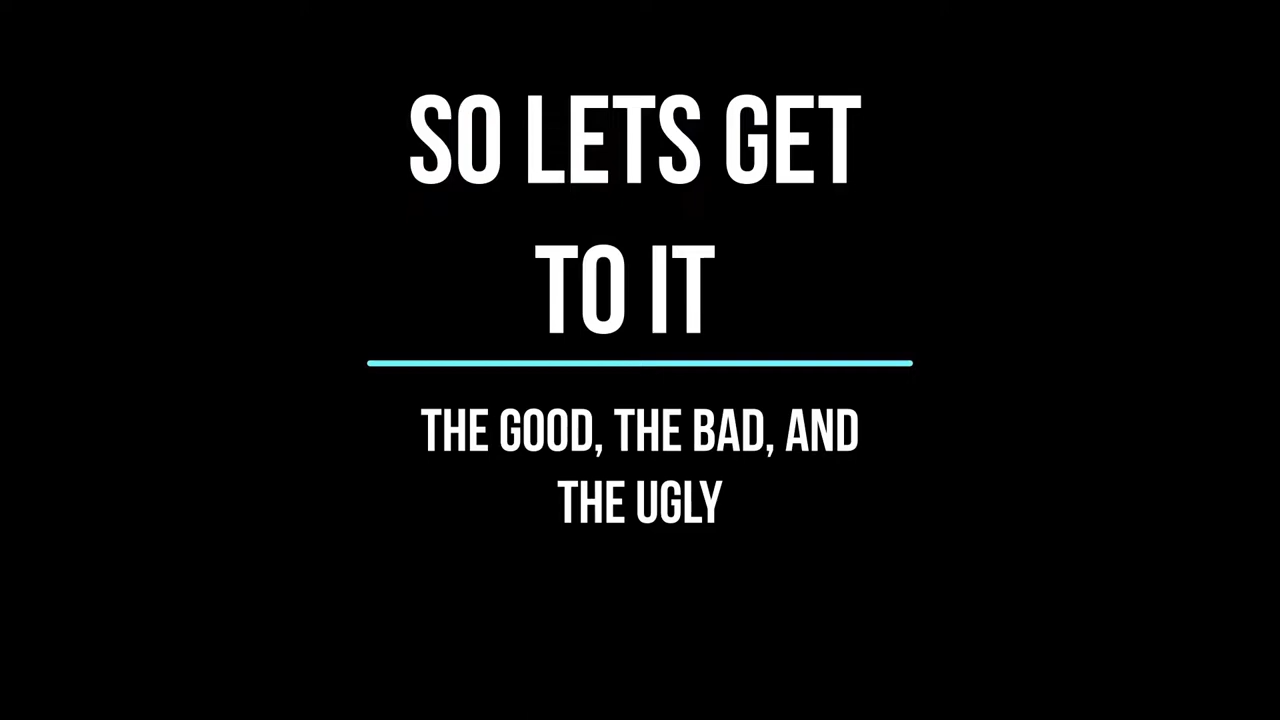 SO LETS GET
TO IT
THE GOOD, THE BAD, AND
THE UGLY